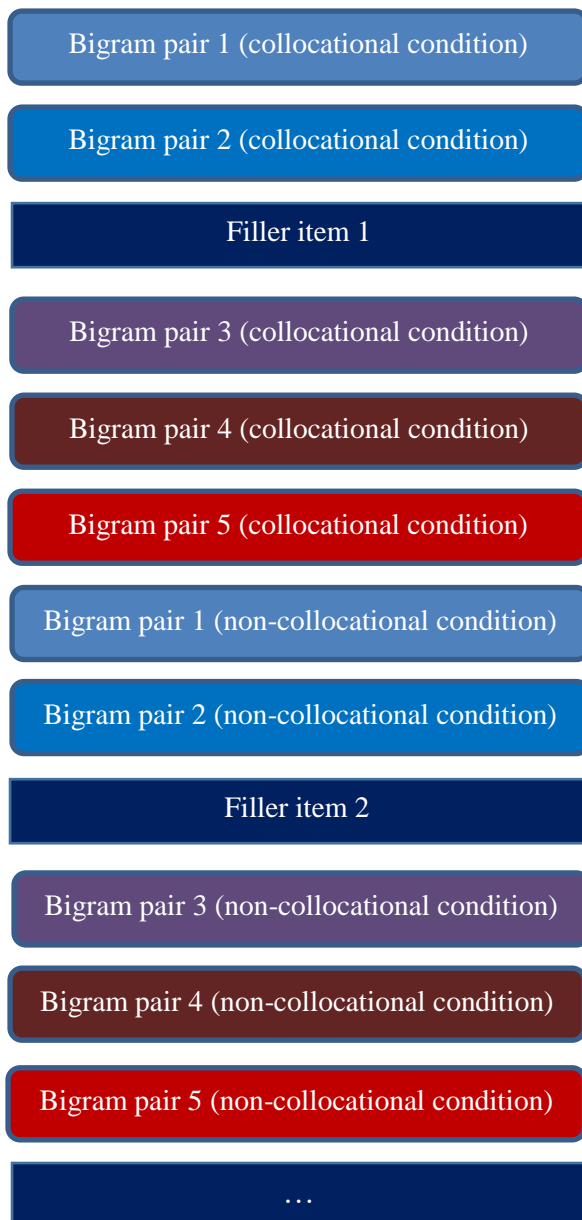 Bigram pair 1 (collocational condition)
Bigram pair 2 (collocational condition)
Filler item 1
Bigram pair 3 (collocational condition)
Bigram pair 4 (collocational condition)
Bigram pair 5 (collocational condition)
Bigram pair 1 (non-collocational condition)
Bigram pair 2 (non-collocational condition)
Filler item 2
Bigram pair 3 (non-collocational condition)
Bigram pair 4 (non-collocational condition)
Bigram pair 5 (non-collocational condition)
…